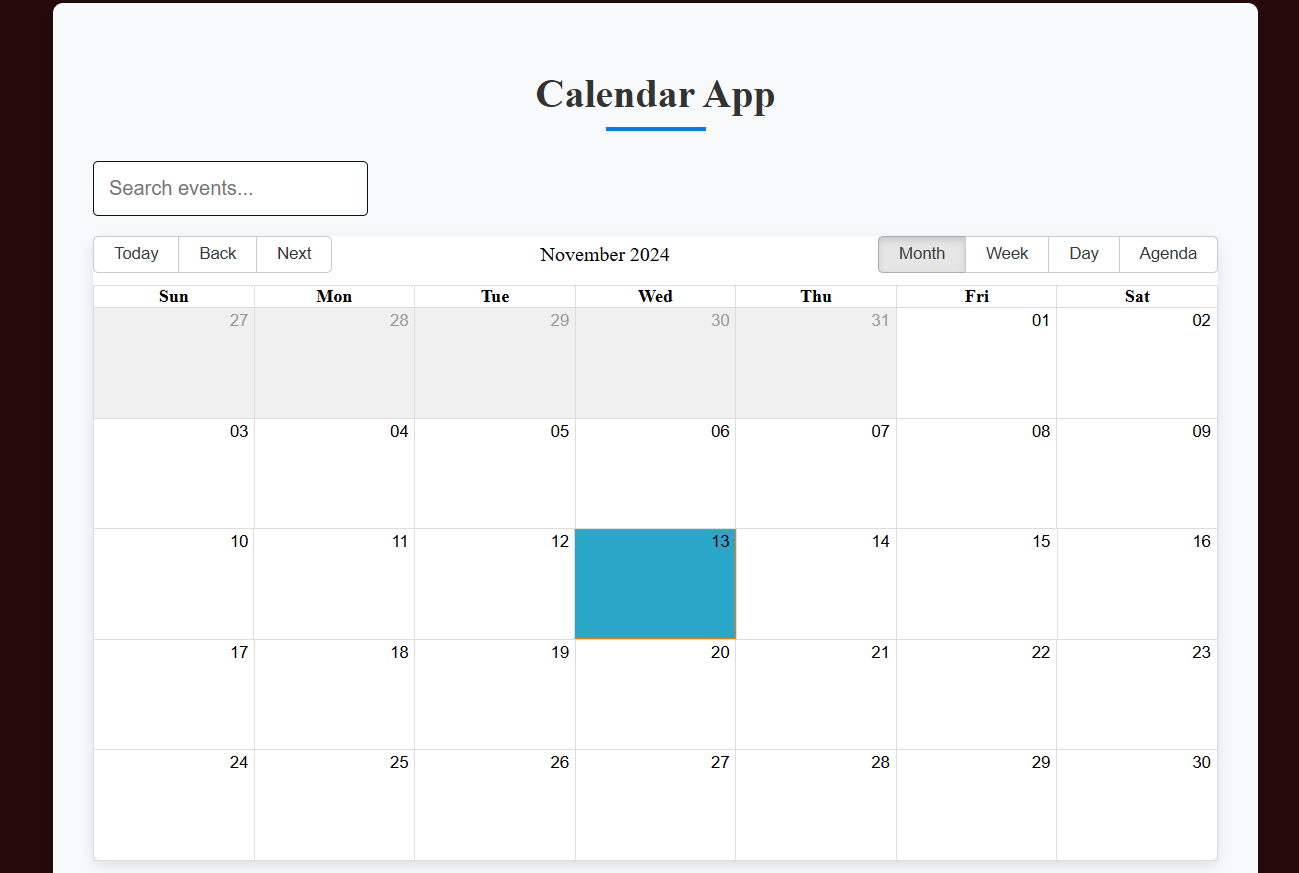 Calendar App
Search events...
Today Back Next November 2024 Month Week Day Agenda
Sun Mon Tue Wed Thu Fri Sat
27 28 29 30 31 01 02
03 04 05 06 07 08 09
10 11 12 13 14 15 16
17 18 19 20 21 22 23
24 25 26 27 28 29 30